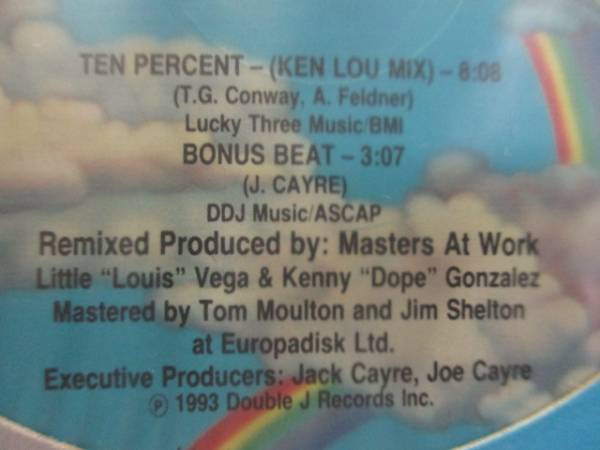 TEN PERCENT – (KEN LOU MIX) – 8:08
(T.G. Conway, A. Feldner)
Lucky Three Music/BMI
BONUS BEAT – 3:07
(J. CAYRE)
DDJ Music/ASCAP
Remixed Produced by: Masters At Work
Little "Louis" Vega & Kenny "Dope" Gonzalez
Mastered by Tom Moulton and Jim Shelton
at Europadisk Ltd.
Executive Producers: Jack Cayre, Joe Cayre
℗ 1993 Double J Records Inc.